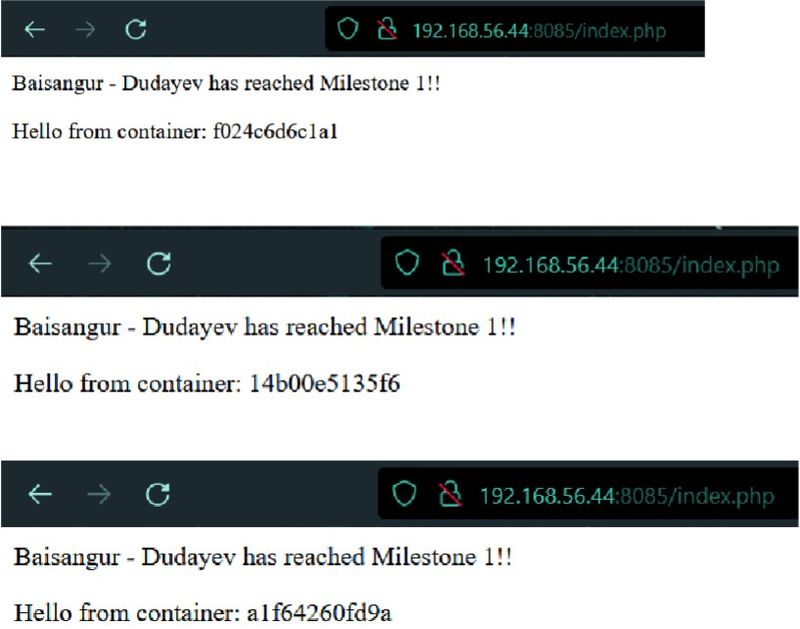 192.168.56.44:8085/index.php
Baisangur - Dudayev has reached Milestone 1!!
Hello from container: f024c6d6c1a1
192.168.56.44:8085/index.php
Baisangur - Dudayev has reached Milestone 1!!
Hello from container: 14b00e5135f6
192.168.56.44:8085/index.php
Baisangur - Dudayev has reached Milestone 1!!
Hello from container: a1f64260fd9a